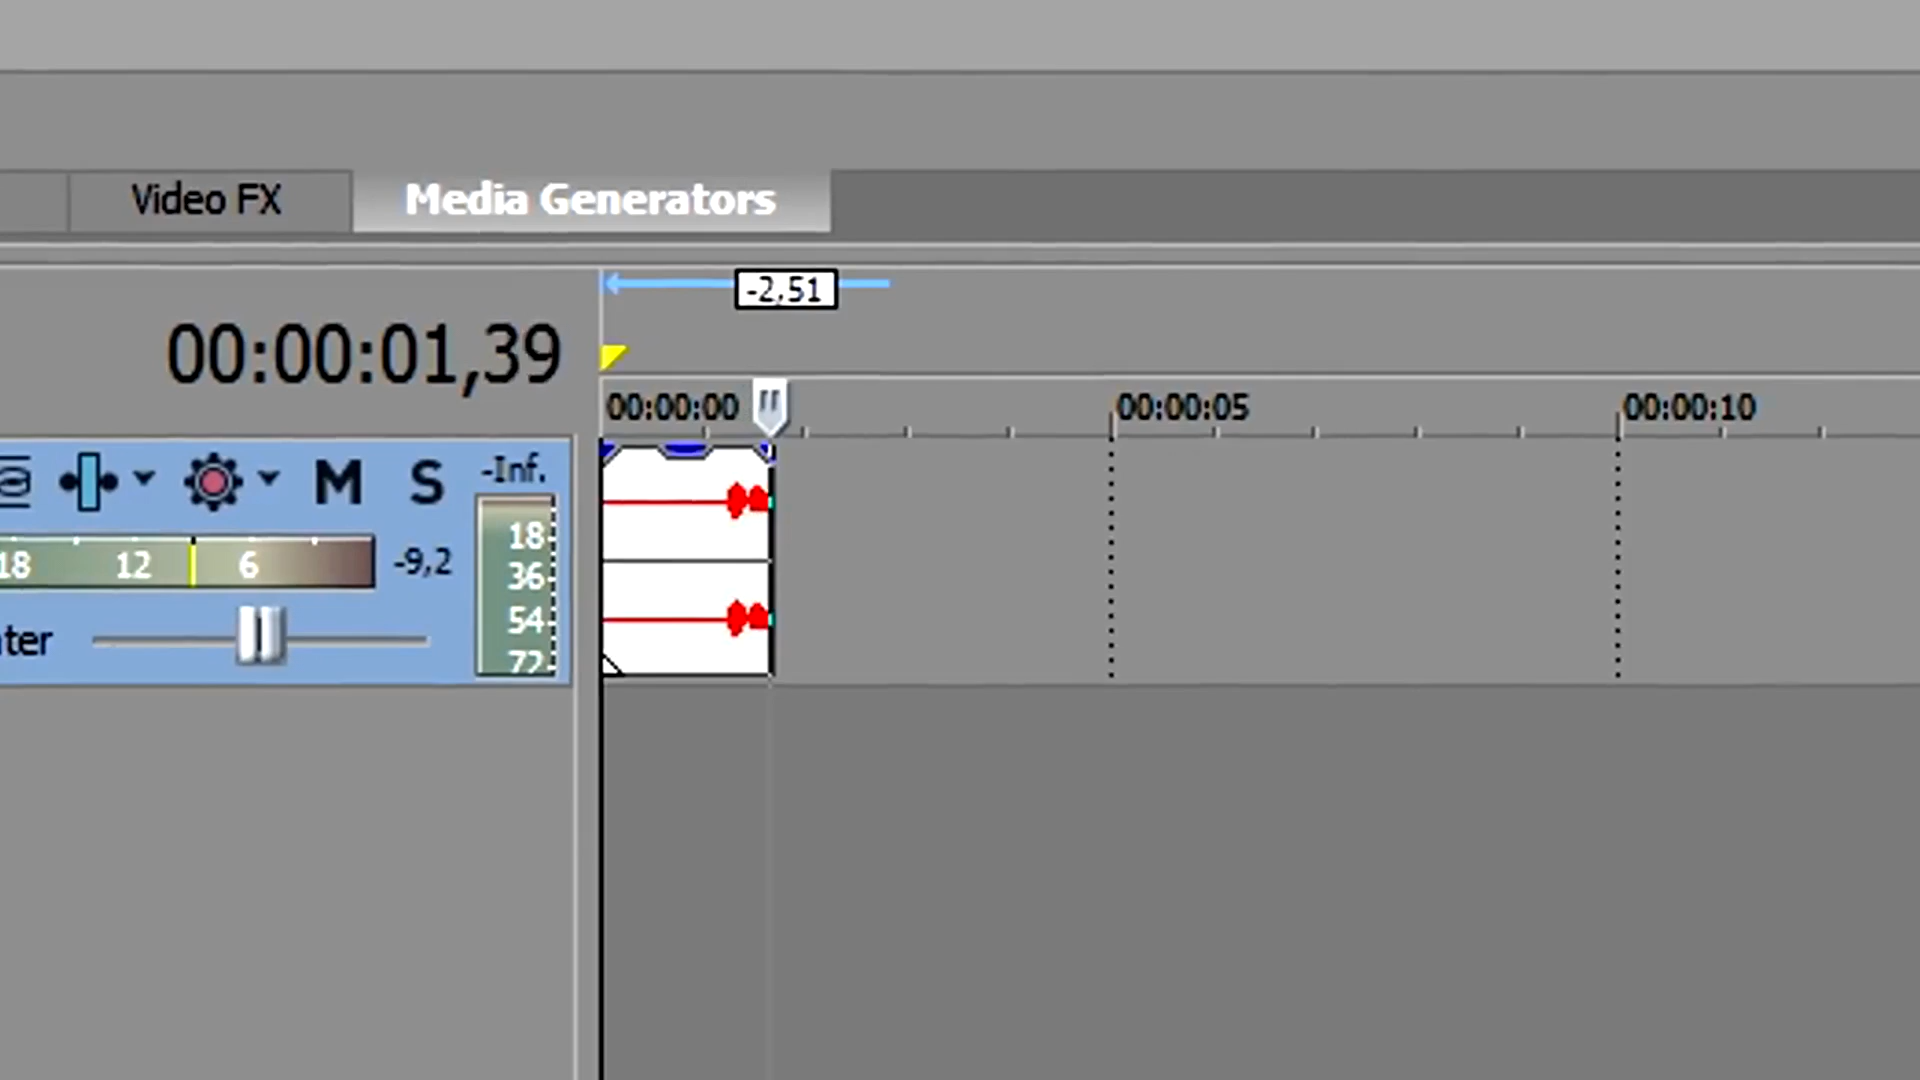 Video FX
Media Generators
-2,51
00:00:01,39
00:00:00
00:00:05
00:00:10
M
S
-Inf.
18
12
6
-9,2
18
36
54
72
ter